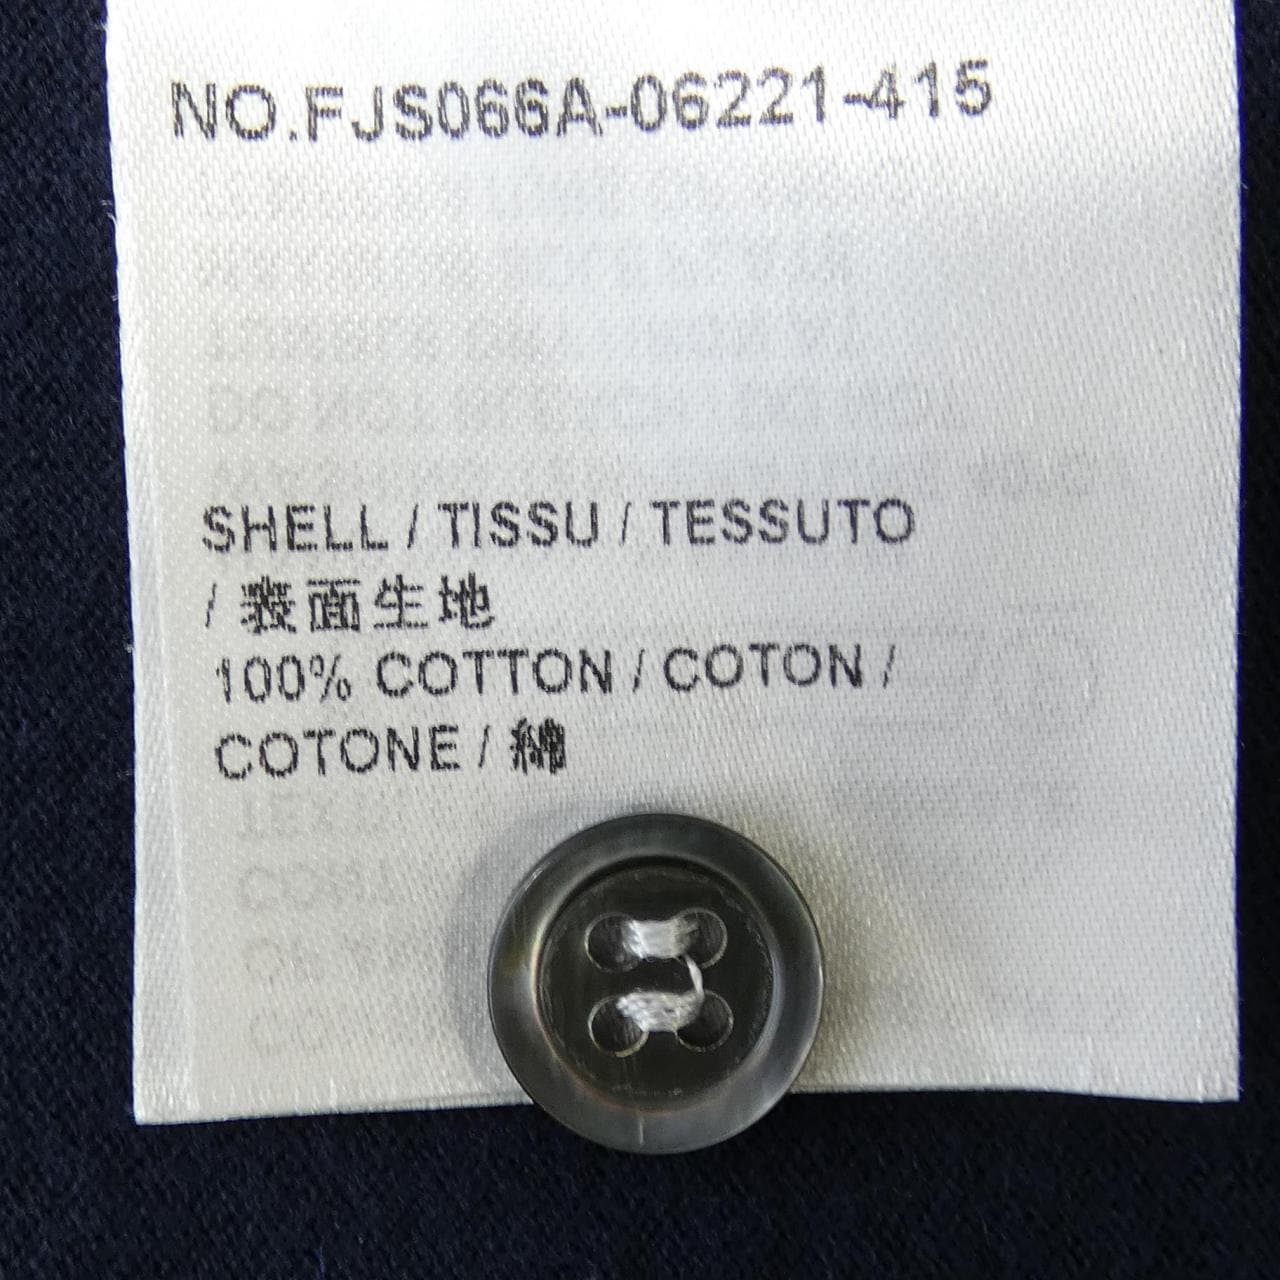 NO.FJS066A-06221-415
SHELL / TISSU / TESSUTO
/ 表面生地
100% COTTON / COTON /
COTONE / 綿